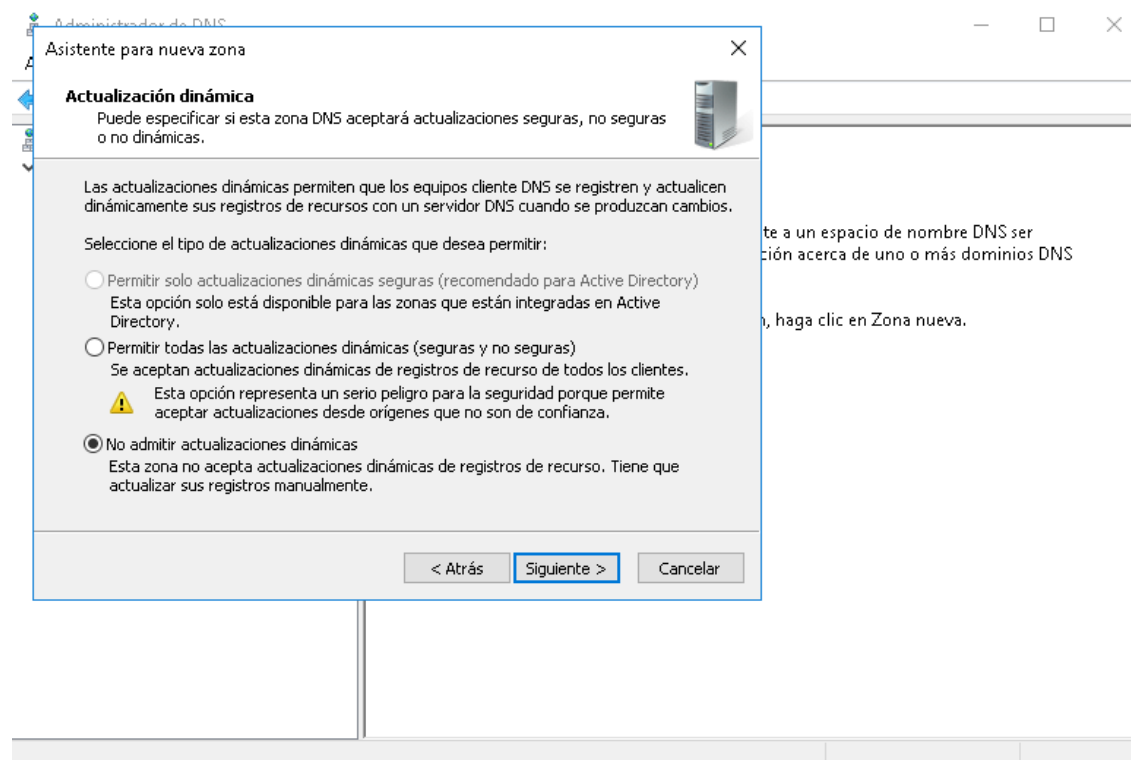 Administrador de DNS
Asistente para nueva zona
Actualización dinámica
Puede especificar si esta zona DNS aceptará actualizaciones seguras, no seguras
o no dinámicas.
Las actualizaciones dinámicas permiten que los equipos cliente DNS se registren y actualicen
dinámicamente sus registros de recursos con un servidor DNS cuando se produzcan cambios.
Seleccione el tipo de actualizaciones dinámicas que desea permitir:
Permitir solo actualizaciones dinámicas seguras (recomendado para Active Directory)
Esta opción solo está disponible para las zonas que están integradas en Active
Directory.
Permitir todas las actualizaciones dinámicas (seguras y no seguras)
Se aceptan actualizaciones dinámicas de registros de recurso de todos los clientes.
Esta opción representa un serio peligro para la seguridad porque permite
aceptar actualizaciones desde orígenes que no son de confianza.
No admitir actualizaciones dinámicas
Esta zona no acepta actualizaciones dinámicas de registros de recurso. Tiene que
actualizar sus registros manualmente.
< Atrás Siguiente > Cancelar
te a un espacio de nombre DNS ser
ción acerca de uno o más dominios DNS
, haga clic en Zona nueva.